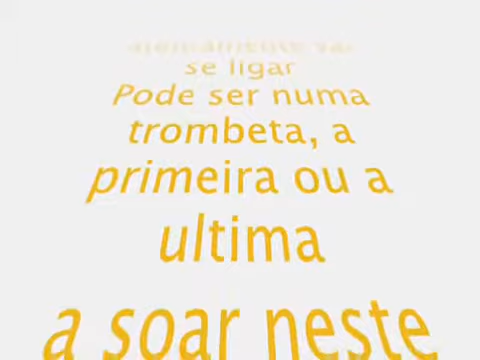 se ligar
Pode ser numa
trombeta, a
primeira ou a
ultima
a soar neste